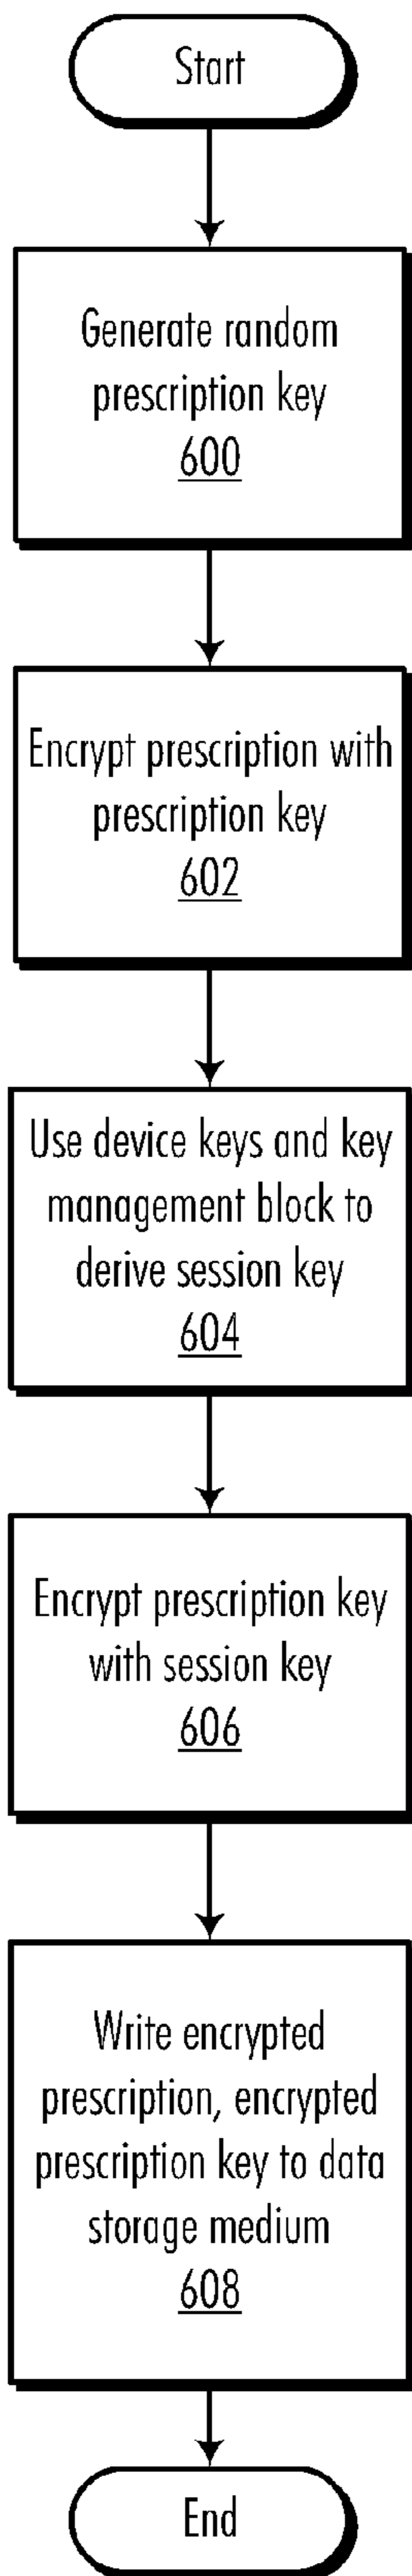 Start
Generate random
prescription key
600
Encrypt prescription with
prescription key
602
Use device keys and key
management block to
derive session key
604
Encrypt prescription key
with session key
606
Write encrypted
prescription, encrypted
prescription key to data
storage medium
608
End